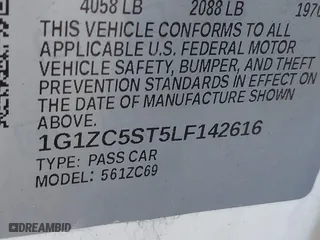 4058 LB 2088 LB 1976
THIS VEHICLE CONFORMS TO ALL
APPLICABLE U.S. FEDERAL MOTOR
VEHICLE SAFETY, BUMPER, AND THEFT
PREVENTION STANDARDS IN EFFECT ON
THE DATE OF MANUFACTURE SHOWN
ABOVE.
1G1ZC5ST5LF142616
TYPE: PASS CAR
MODEL: 561ZC69
DREAMBID